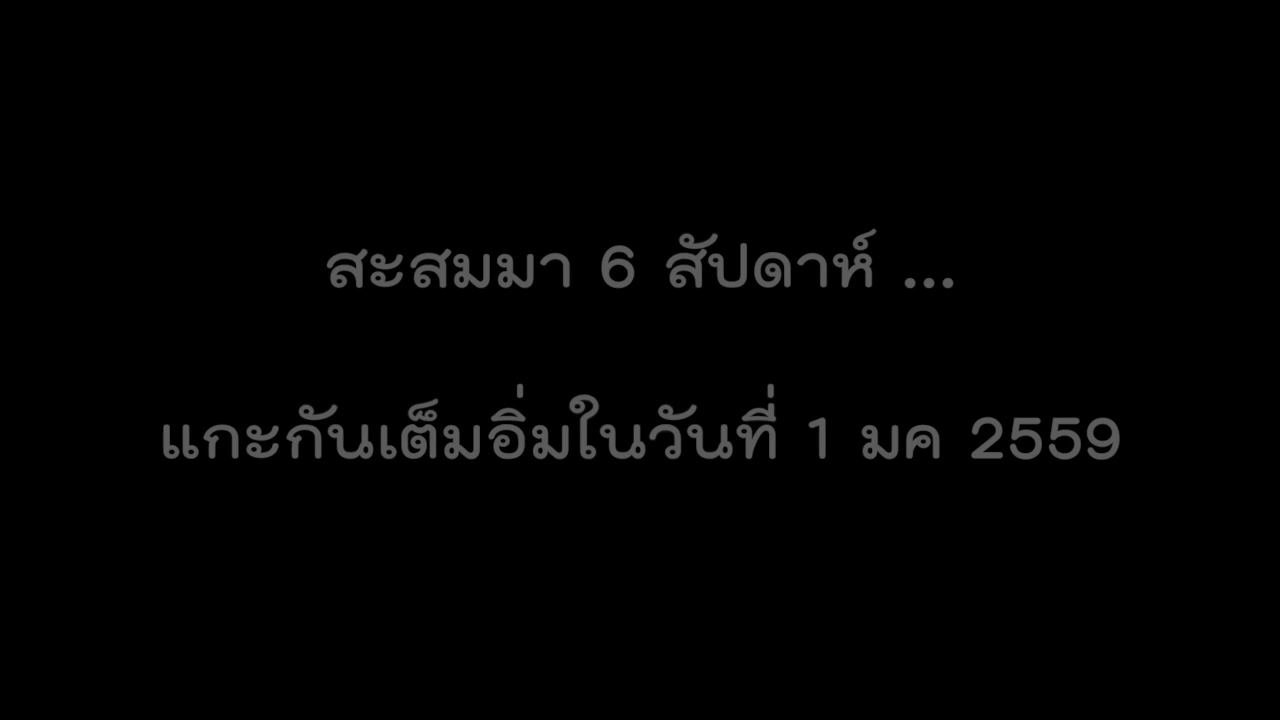 สะสมมา 6 สัปดาห์ ...
แกะกันเต็มอิ่มในวันที่ 1 มค 2559